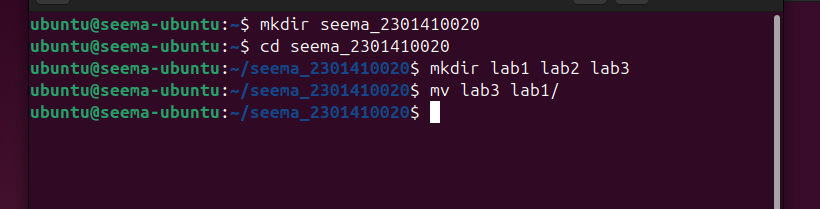 ubuntu@seema-ubuntu:~$ mkdir seema_2301410020
ubuntu@seema-ubuntu:~$ cd seema_2301410020
ubuntu@seema-ubuntu:~/seema_2301410020$ mkdir lab1 lab2 lab3
ubuntu@seema-ubuntu:~/seema_2301410020$ mv lab3 lab1/
ubuntu@seema-ubuntu:~/seema_2301410020$